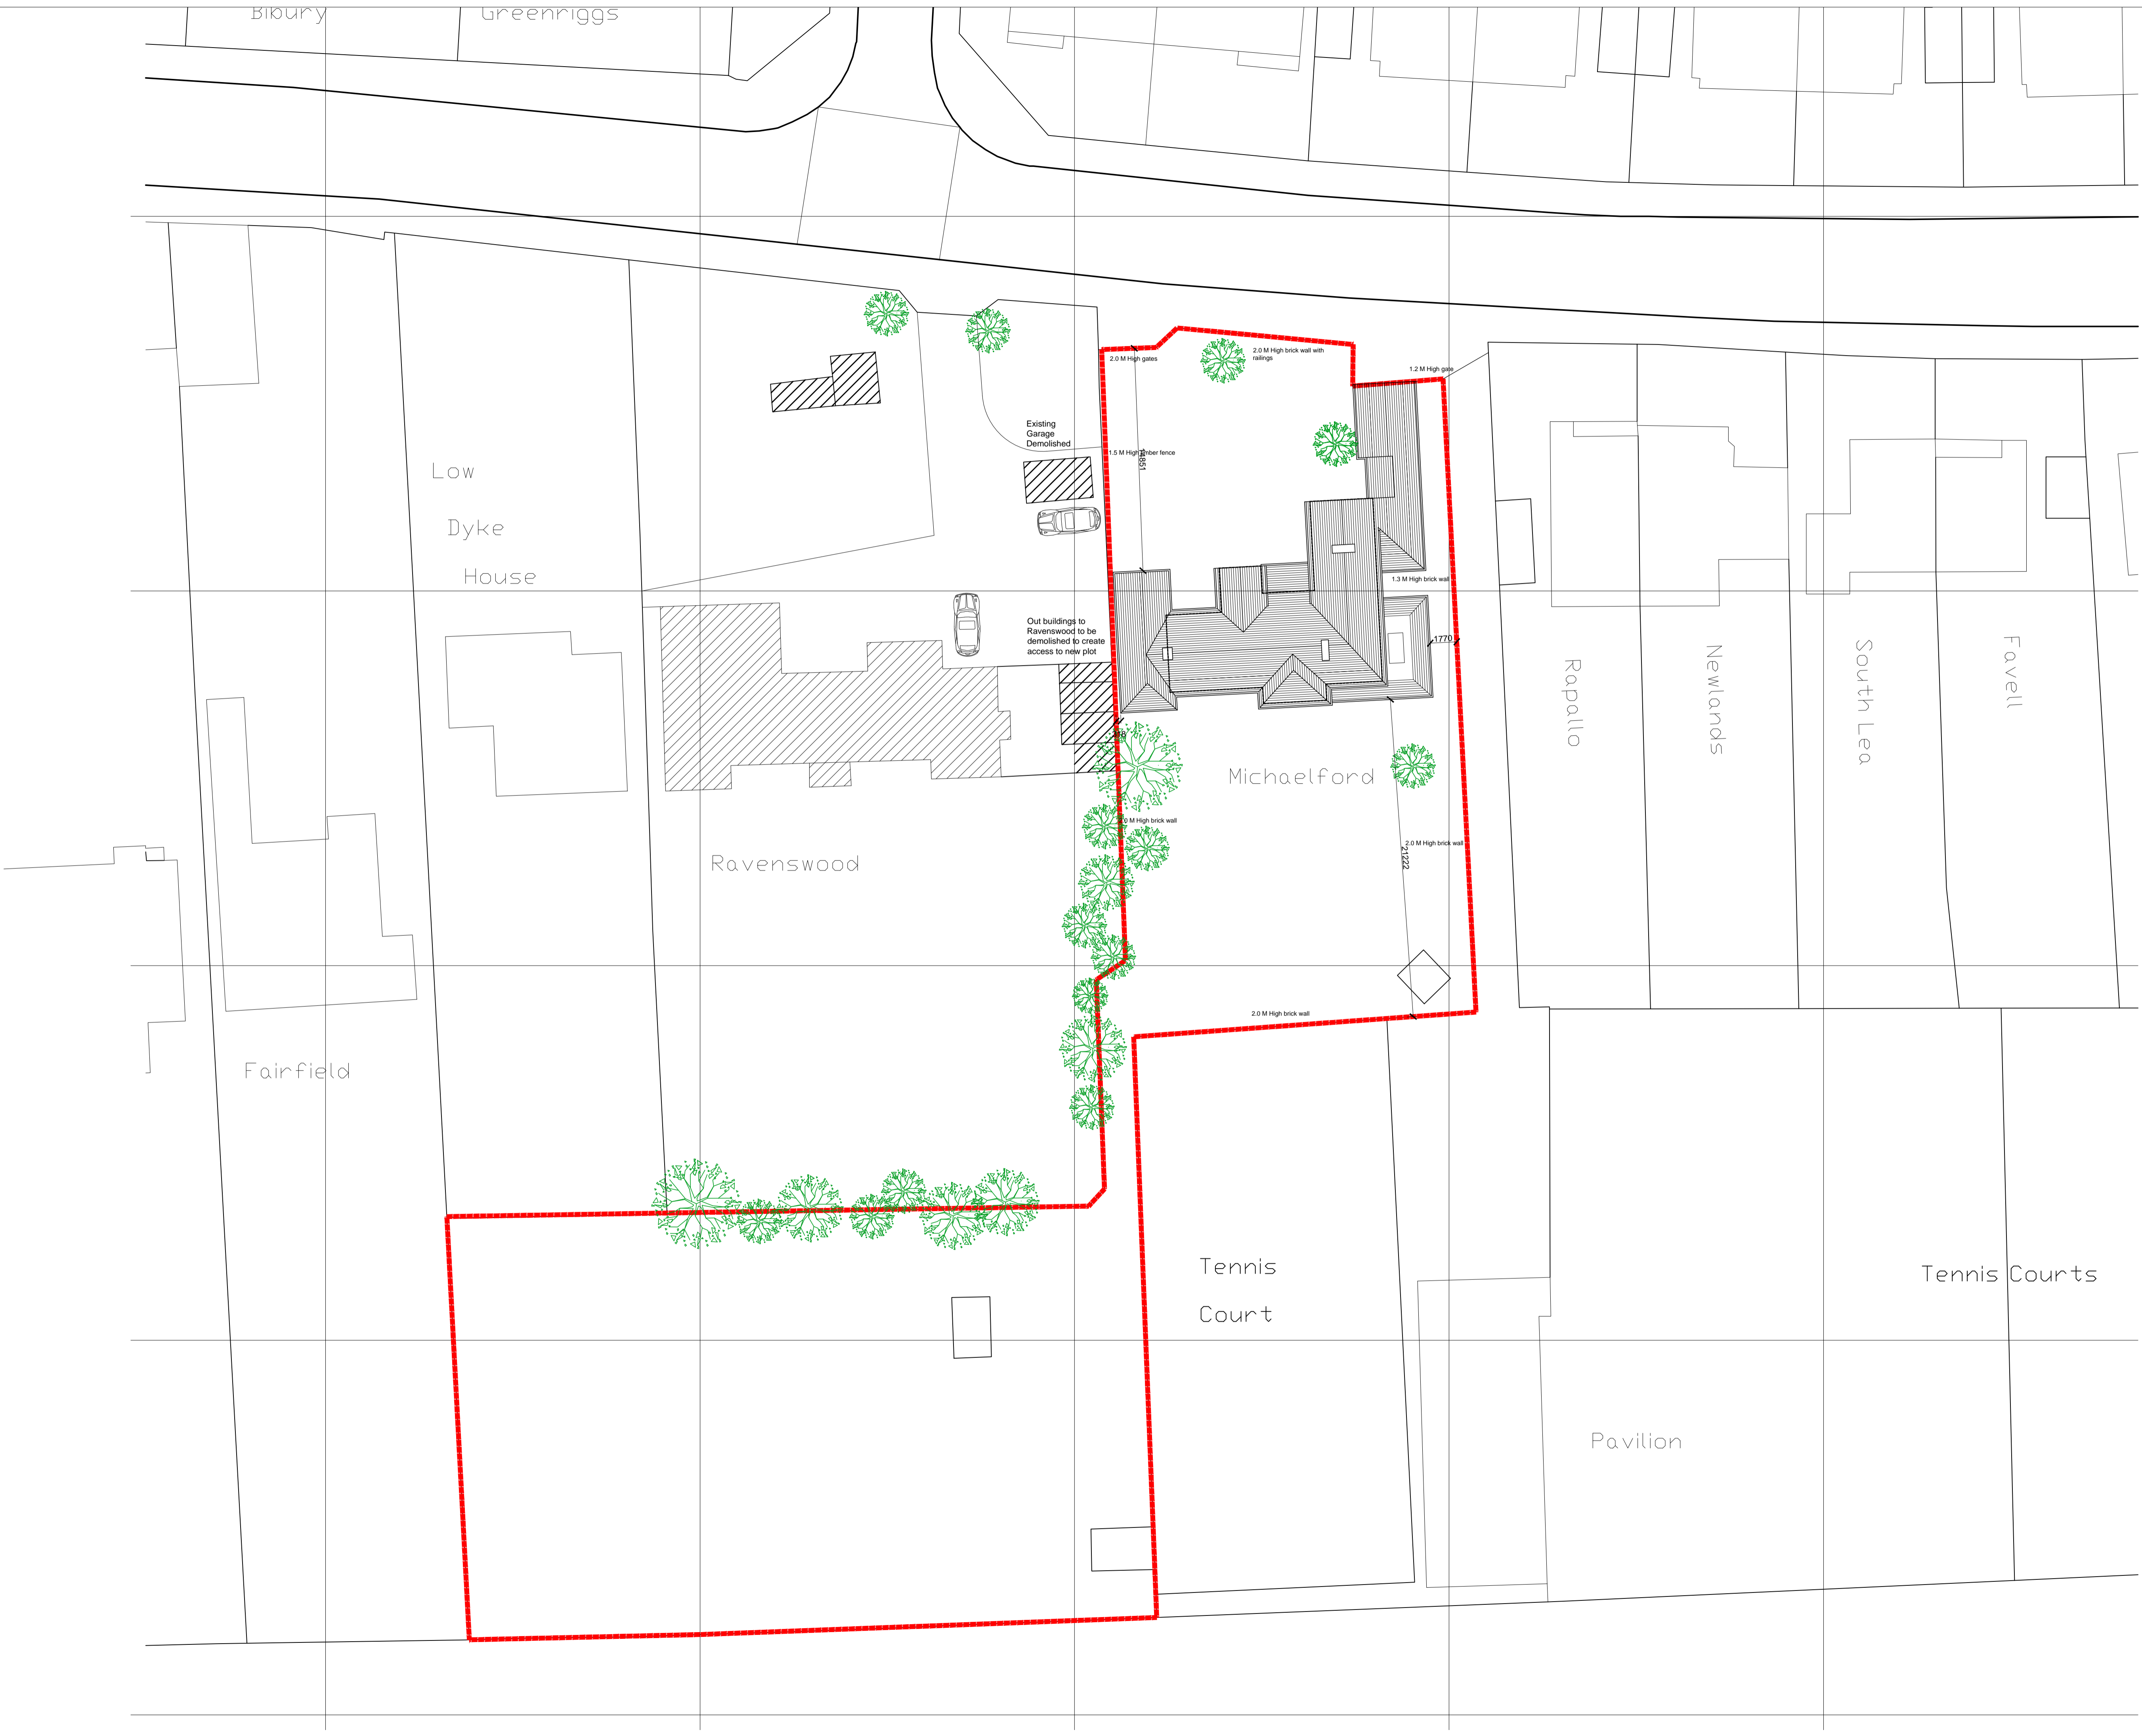 Bibury
Greenriggs
2.0 M High gates
2.0 M High brick wall with
railings
1.2 M High gate
Existing
Garage
Demolished
1.5 M High timber fence
Low
Dyke
House
1.3 M High brick wall
Out buildings to
Ravenswood to be
demolished to create
access to new plot
1770
Rapallo
Newlands
South Lea
Favell
Michaelford
2.0 M High brick wall
21222
Ravenswood
2.0 M High brick wall
Fairfield
Tennis
Court
Tennis Courts
Pavilion